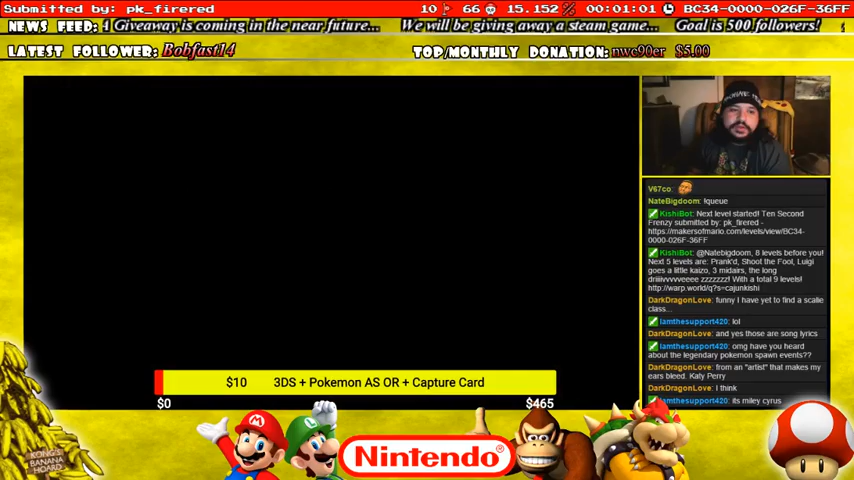 Submitted by: pk_firered 10 66 15.152 00:01:01 BC34-0000-026F-36FF
NEWS FEED: Giveaway is coming in the near future... We will be giving away a steam game... Goal is 500 followers!
LATEST FOLLOWER: Bobfast14 TOP/MONTHLY DONATION: nwc90er $5.00
V67co:
NateBigdoom: !queue
KishiBot: Next level started! Ten Second
Frenzy submitted by: pk_firered -
https://makersofmario.com/levels/view/BC34-
0000-026F-36FF
KishiBot: @Natebigdoom, 8 levels before you!
Next 5 levels are: Prank'd, Shoot the Fool, Luigi
goes a little kaizo, 3 midairs, the long
driiiivvvveeee zzzzzzz! With a total 9 levels!
http://warp.world/q?s=cajunkishi
DarkDragonLove: funny I have yet to find a scalie
class...
Iamthesupport420: lol
DarkDragonLove: and yes those are song lyrics
Iamthesupport420: omg have you heard
about the legendary pokemon spawn events??
DarkDragonLove: from an "artist" that makes my
ears bleed. Katy Perry
DarkDragonLove: I think
Iamthesupport420: its miley cyrus
$10 3DS + Pokemon AS OR + Capture Card
$0 $465
KONG'S
BANANA
HOARD
Nintendo